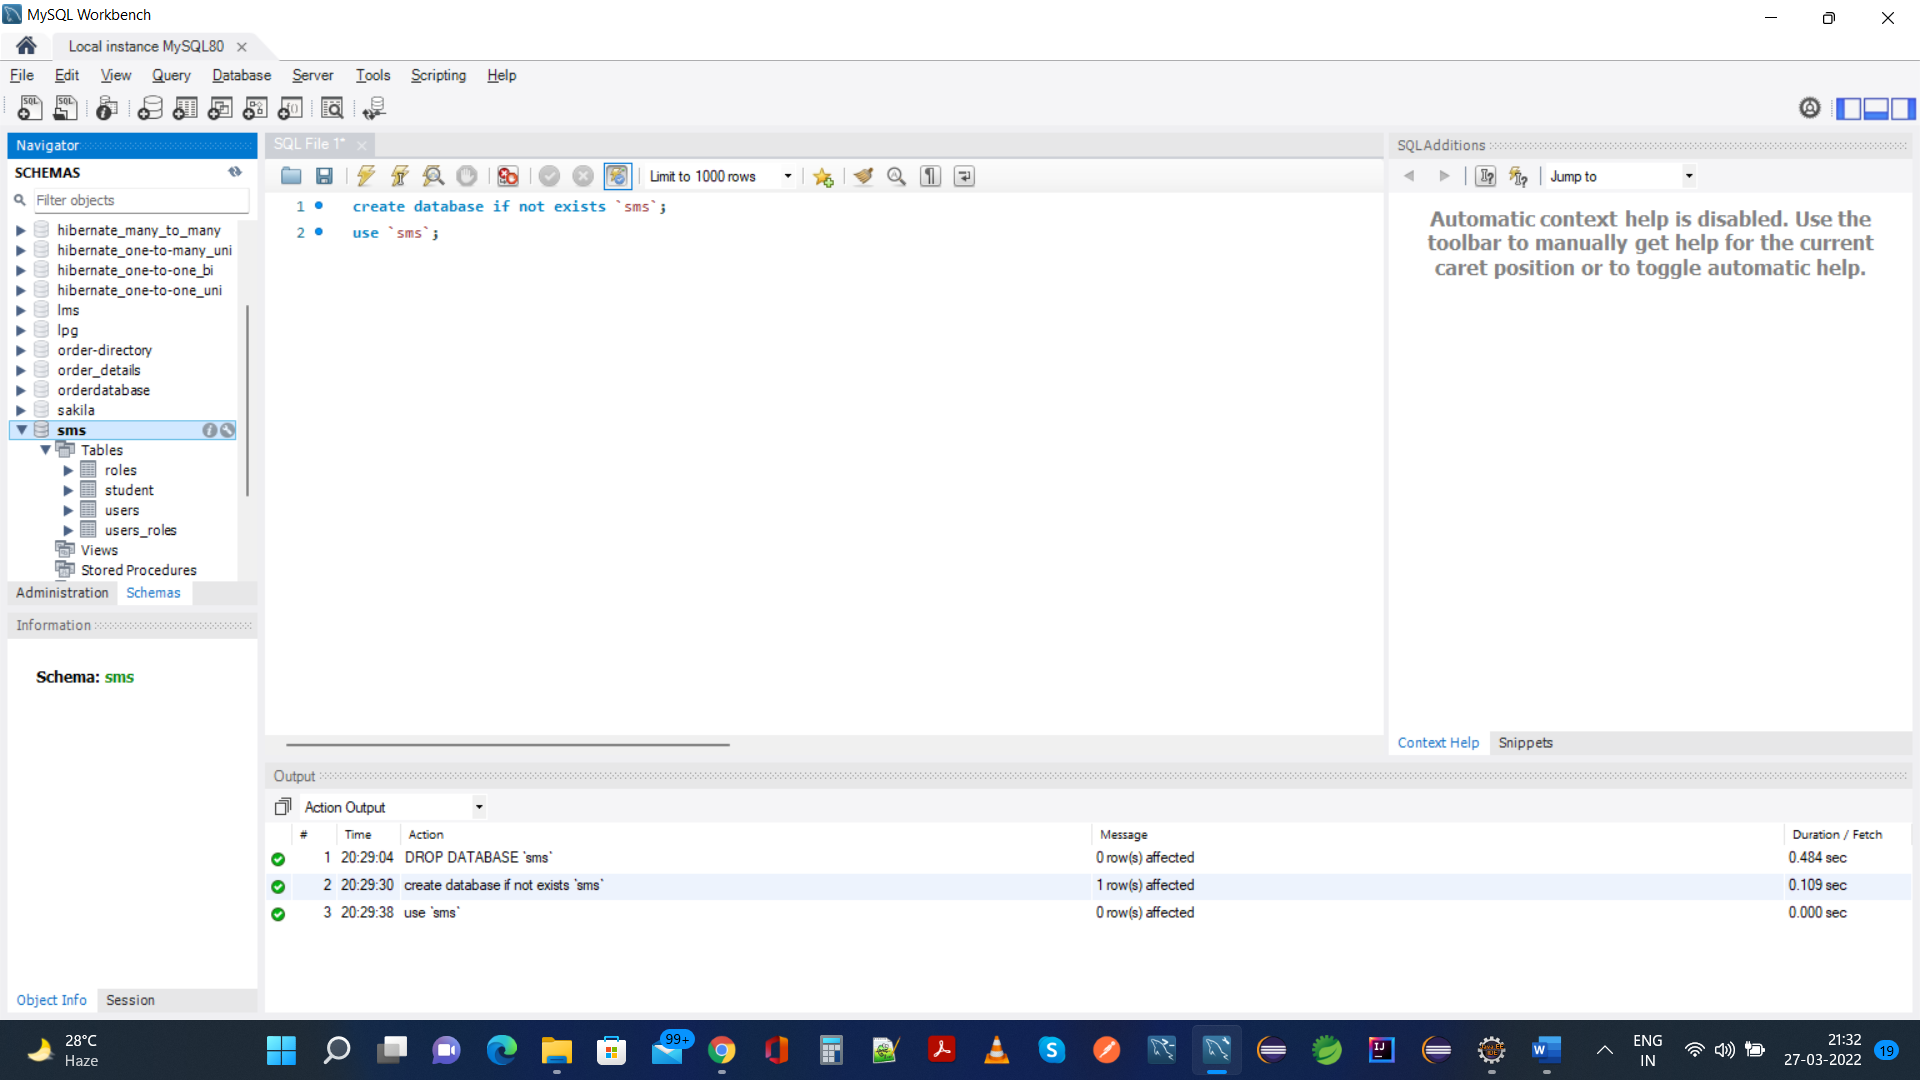 MySQL Workbench
Local instance MySQL80
File Edit View Query Database Server Tools Scripting Help
Navigator
SCHEMAS
Filter objects
hibernate_many_to_many
hibernate_one-to-many_uni
hibernate_one-to-one_bi
hibernate_one-to-one_uni
lms
lpg
order-directory
order_details
orderdatabase
sakila
sms
Tables
roles
student
users
users_roles
Views
Stored Procedures
Administration Schemas
Information
Schema: sms
Object Info Session
SQL File 1*
Limit to 1000 rows
1 create database if not exists `sms`;
2 use `sms`;
SQLAdditions
Jump to
Automatic context help is disabled. Use the
toolbar to manually get help for the current
caret position or to toggle automatic help.
Context Help Snippets
Output
Action Output
# Time Action Message Duration / Fetch
1 20:29:04 DROP DATABASE `sms` 0 row(s) affected 0.484 sec
2 20:29:30 create database if not exists `sms` 1 row(s) affected 0.109 sec
3 20:29:38 use `sms` 0 row(s) affected 0.000 sec
28°C
Haze
99+
ENG
IN
21:32
27-03-2022
19